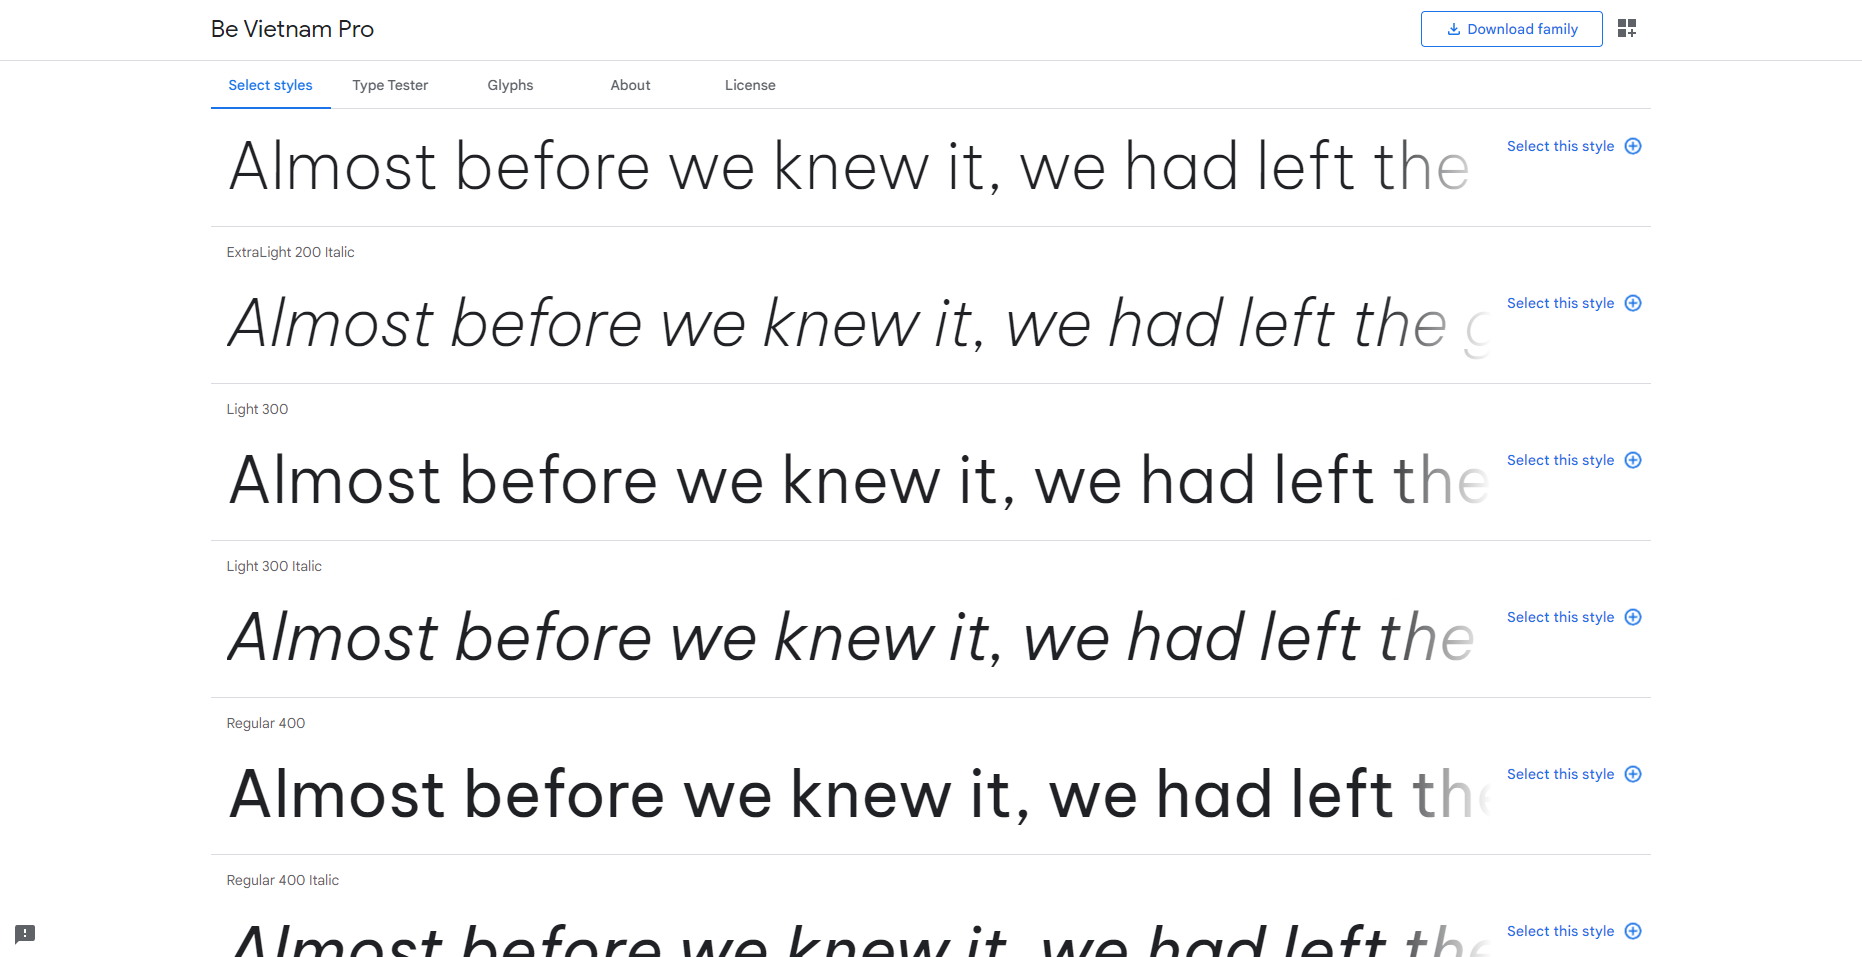 Be Vietnam Pro
Download family
Select styles
Type Tester
Glyphs
About
License
Almost before we knew it, we had left the
Select this style
ExtraLight 200 Italic
Almost before we knew it, we had left the g
Select this style
Light 300
Almost before we knew it, we had left the
Select this style
Light 300 Italic
Almost before we knew it, we had left the
Select this style
Regular 400
Almost before we knew it, we had left the
Select this style
Regular 400 Italic
Almost before we knew it, we had left the
Select this style